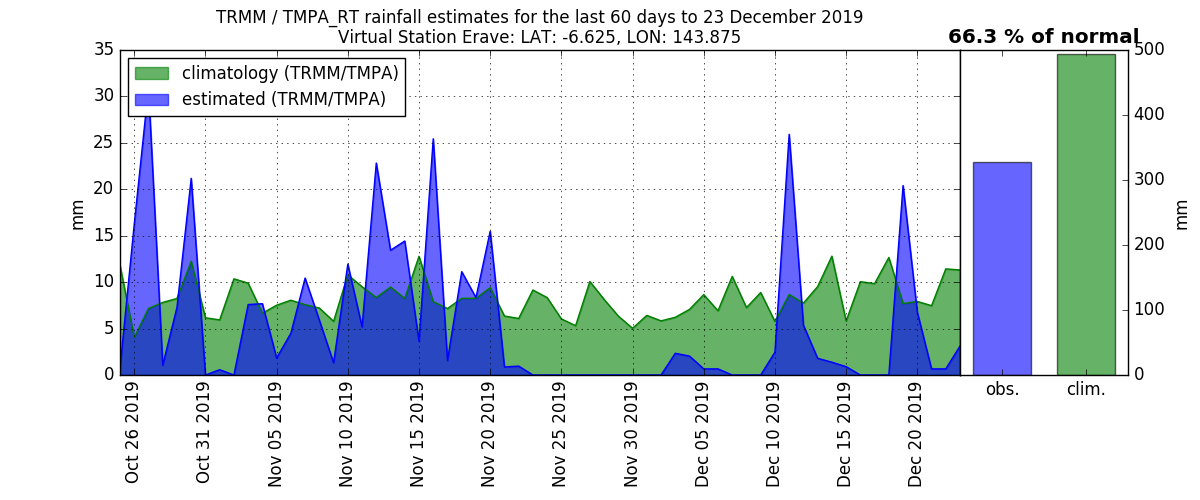 TRMM / TMPA_RT rainfall estimates for the last 60 days to 23 December 2019
Virtual Station Erave: LAT: -6.625, LON: 143.875
66.3 % of normal
climatology (TRMM/TMPA)
estimated (TRMM/TMPA)
35
30
25
20
15
10
5
0
mm
Oct 26 2019
Oct 31 2019
Nov 05 2019
Nov 10 2019
Nov 15 2019
Nov 20 2019
Nov 25 2019
Nov 30 2019
Dec 05 2019
Dec 10 2019
Dec 15 2019
Dec 20 2019
obs.
clim.
500
400
300
200
100
0
mm